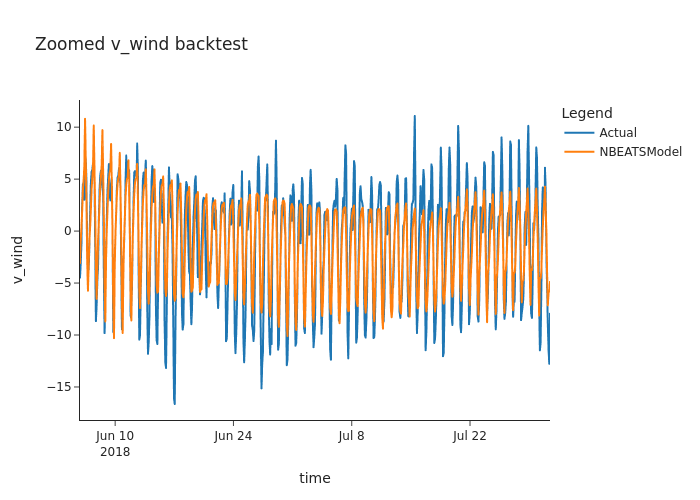 Zoomed v_wind backtest
Legend
Actual
NBEATSModel
10
5
0
−5
−10
−15
v_wind
Jun 10
2018
Jun 24
Jul 8
Jul 22
time